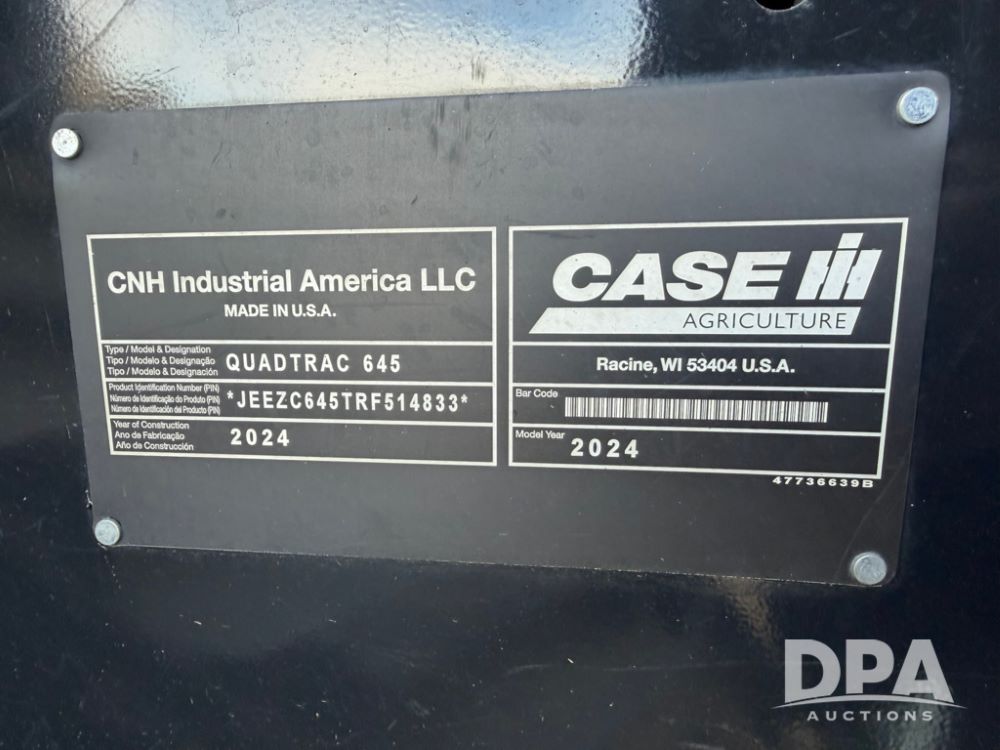 CNH Industrial America LLC
MADE IN U.S.A.
Type / Model & Designation
Tipo / Modelo & Designação
Tipo / Modelo & Designación
QUADTRAC 645
Product Identification Number (PIN)
Número de Identificação do Produto (PIN)
Número de Identificación del Producto (PIN)
*JEEZC645TRF514833*
Year of Construction
Ano de Fabricação
Año de Construcción
2024
CASE IH
AGRICULTURE
Racine, WI 53404 U.S.A.
Bar Code
Model Year
2024
47736639B
DPA
AUCTIONS